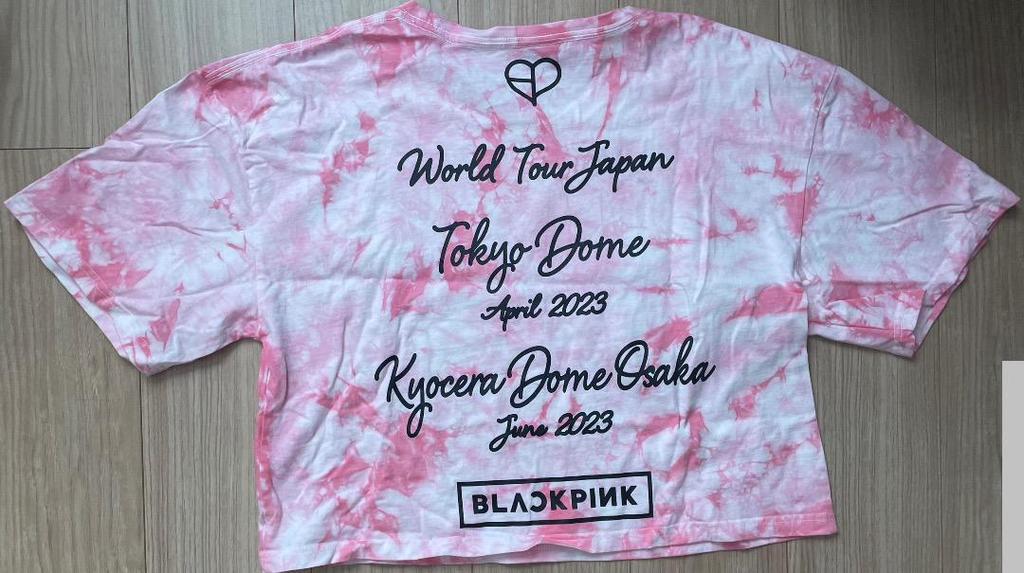 World Tour Japan
Tokyo Dome
April 2023
Kyocera Dome Osaka
June 2023
BLACKPINK